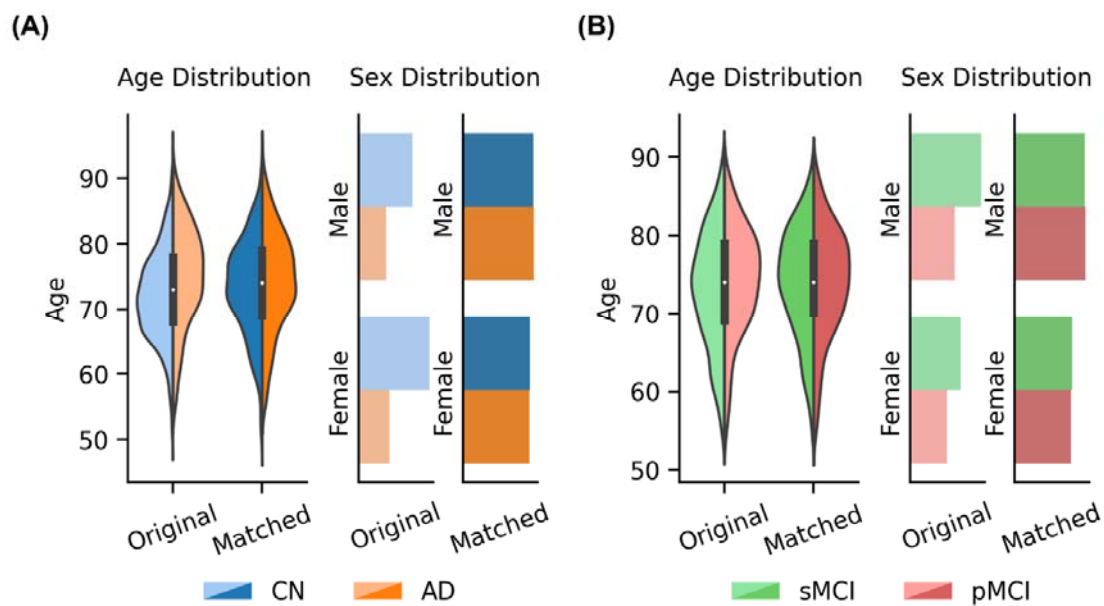 (A)
Age Distribution
Sex Distribution
Age
90
80
70
60
50
Male
Female
Male
Female
Original
Matched
Original
Matched
CN
AD
(B)
Age Distribution
Sex Distribution
Age
90
80
70
60
50
Male
Female
Male
Female
Original
Matched
Original
Matched
sMCI
pMCI